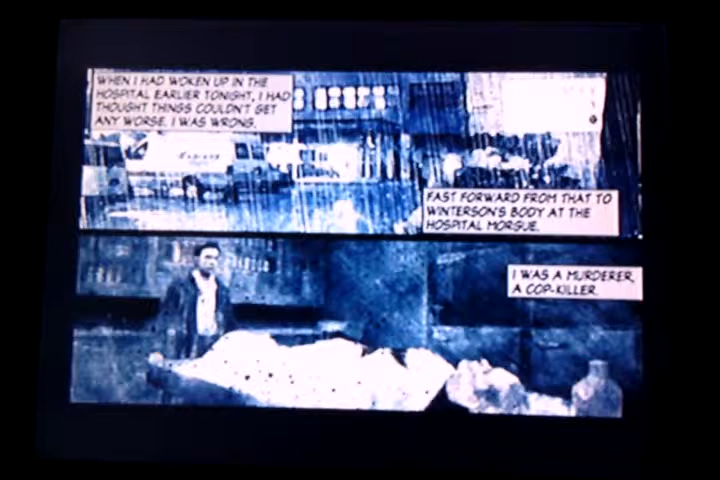 WHEN I HAD WOKEN UP IN THE
HOSPITAL EARLIER TONIGHT, I HAD
THOUGHT THINGS COULDN'T GET
ANY WORSE. I WAS WRONG.
FAST FORWARD FROM THAT TO
WINTERSON'S BODY AT THE
HOSPITAL MORGUE.
I WAS A MURDERER,
A COP-KILLER.